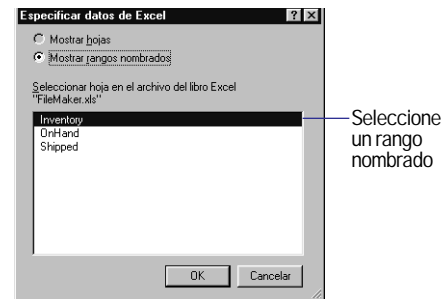 Especificar datos de Excel
Mostrar hojas
Mostrar rangos nombrados
Seleccionar hoja en el archivo del libro Excel
"FileMaker.xls"
Inventory
OnHand
Shipped
OK
Cancelar
Seleccione
un rango
nombrado